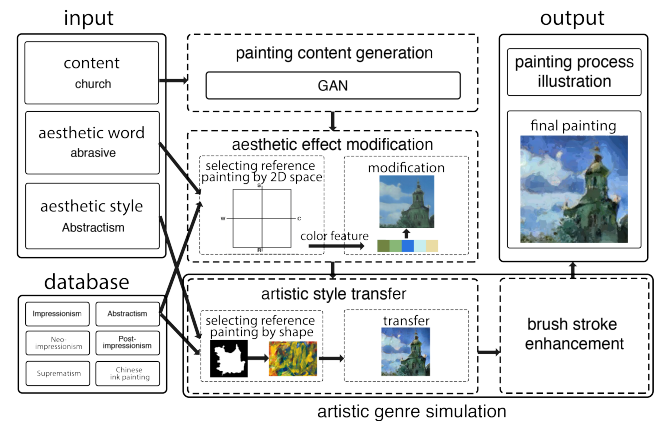 input
content
church
aesthetic word
abrasive
aesthetic style
Abstractism
database
Impressionism
Abstractism
Neo-
impressionism
Post-
impressionism
Suprematism
Chinese
ink painting
painting content generation
GAN
aesthetic effect modification
selecting reference
painting by 2D space
W
C
color feature
modification
artistic style transfer
selecting reference
painting by shape
transfer
brush stroke
enhancement
artistic genre simulation
output
painting process
illustration
final painting